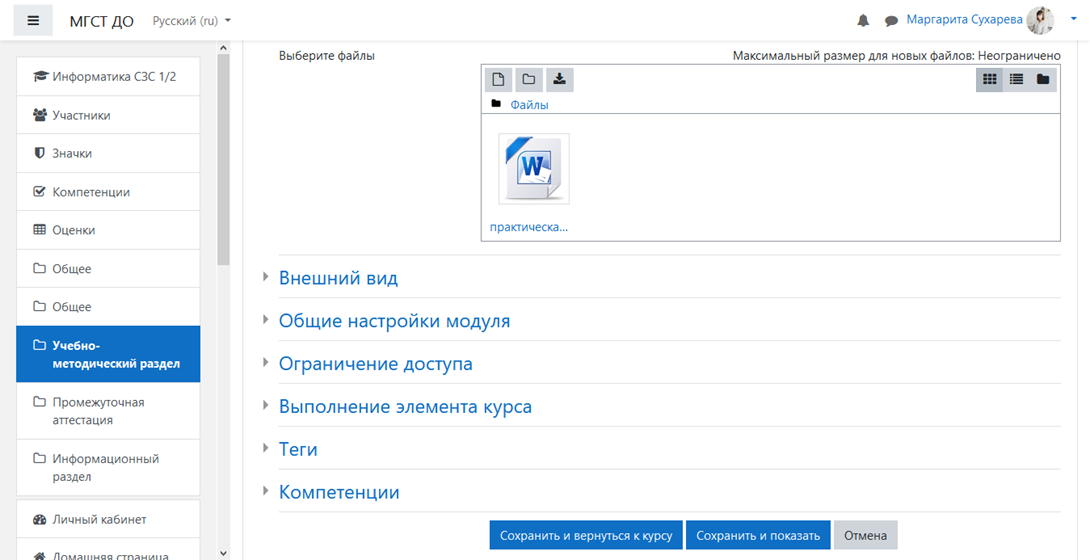 МГСТ ДО
Русский (ru)
Маргарита Сухарева
Информатика СЗС 1/2
Участники
Значки
Компетенции
Оценки
Общее
Общее
Учебно-
методический раздел
Промежуточная
аттестация
Информационный
раздел
Личный кабинет
Домашняя страница
Выберите файлы
Максимальный размер для новых файлов: Неограничено
Файлы
W
практическа...
Внешний вид
Общие настройки модуля
Ограничение доступа
Выполнение элемента курса
Теги
Компетенции
Сохранить и вернуться к курсу
Сохранить и показать
Отмена